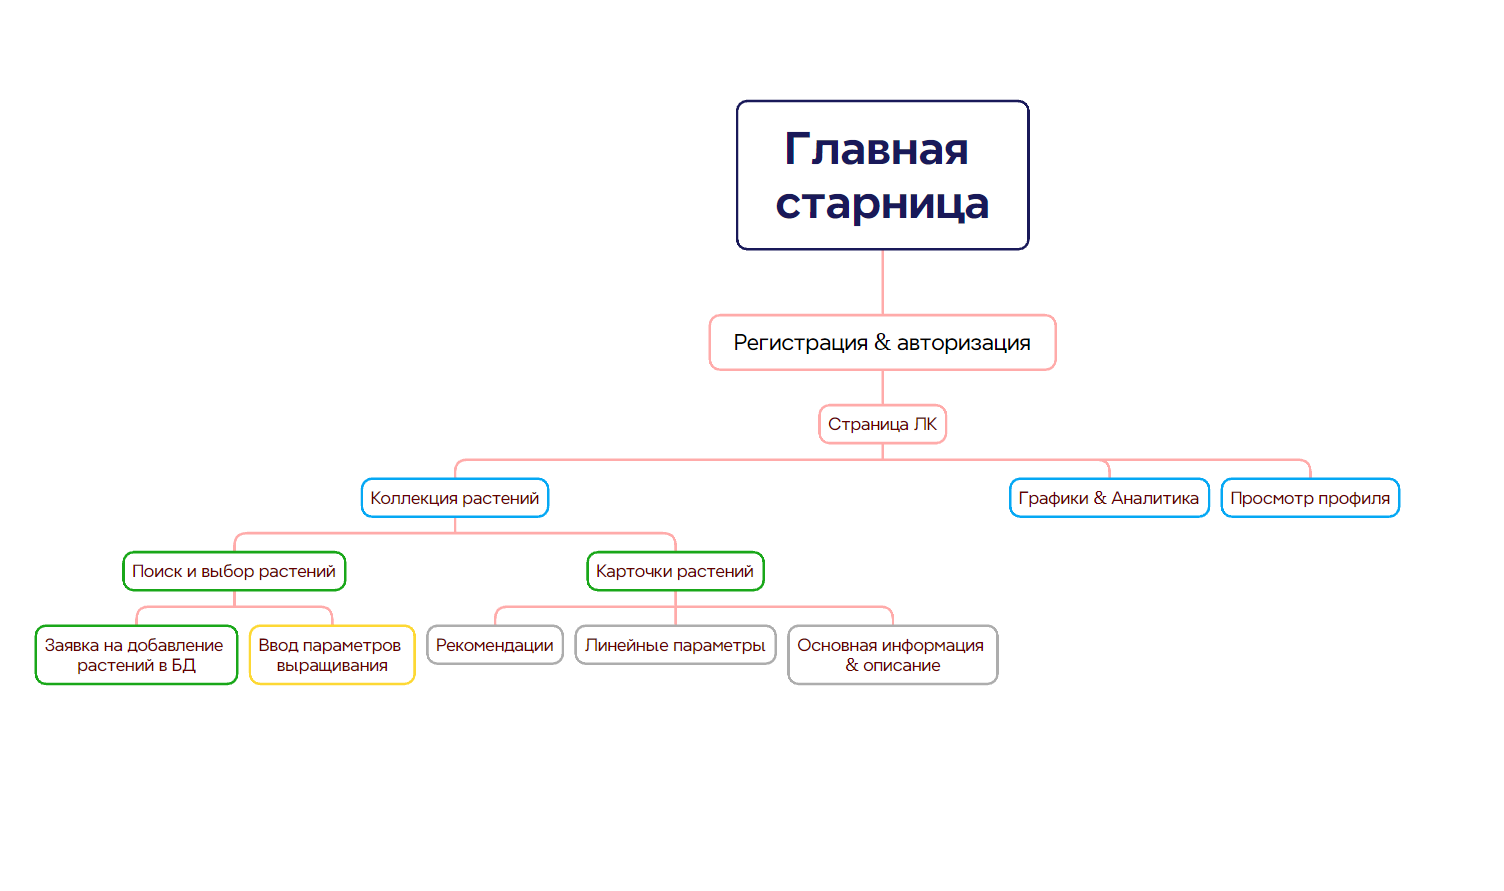 Главная
старница
Регистрация & авторизация
Страница ЛК
Коллекция растений
Графики & Аналитика
Просмотр профиля
Поиск и выбор растений
Карточки растений
Заявка на добавление
растений в БД
Ввод параметров
выращивания
Рекомендации
Линейные параметры
Основная информация
& описание